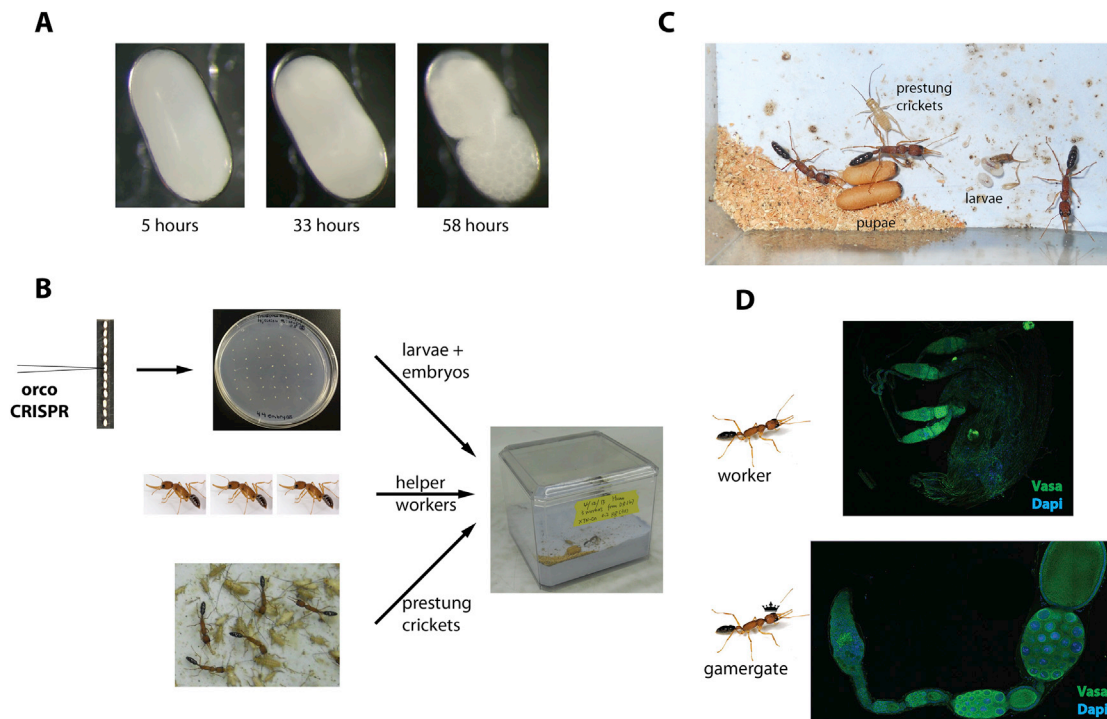 A
5 hours
33 hours
58 hours
B
orco
CRISPR
larvae +
embryos
helper
workers
prestung
crickets
C
prestung
crickets
larvae
pupae
D
worker
Vasa
Dapi
gamergate
Vasa
Dapi